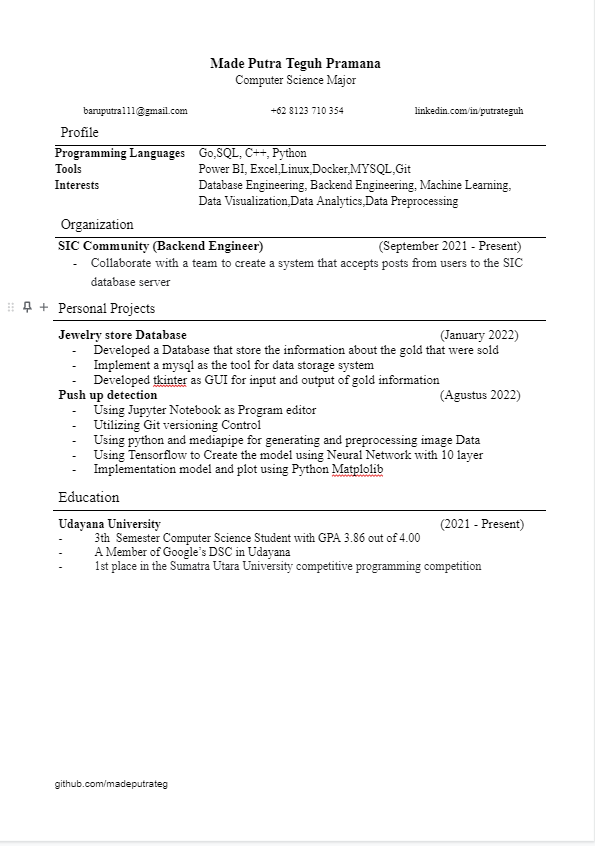 Made Putra Teguh Pramana
Computer Science Major
baruputra111@gmail.com +62 8123 710 354 linkedin.com/in/putrateguh
Profile
Programming Languages Go,SQL, C++, Python
Tools Power BI, Excel,Linux,Docker,MYSQL,Git
Interests Database Engineering, Backend Engineering, Machine Learning,
Data Visualization,Data Analytics,Data Preprocessing
Organization
SIC Community (Backend Engineer) (September 2021 - Present)
- Collaborate with a team to create a system that accepts posts from users to the SIC
database server
Personal Projects
Jewelry store Database (January 2022)
- Developed a Database that store the information about the gold that were sold
- Implement a mysql as the tool for data storage system
- Developed tkinter as GUI for input and output of gold information
Push up detection (Agustus 2022)
- Using Jupyter Notebook as Program editor
- Utilizing Git versioning Control
- Using python and mediapipe for generating and preprocessing image Data
- Using Tensorflow to Create the model using Neural Network with 10 layer
- Implementation model and plot using Python Matplolib
Education
Udayana University (2021 - Present)
- 3th Semester Computer Science Student with GPA 3.86 out of 4.00
- A Member of Google's DSC in Udayana
- 1st place in the Sumatra Utara University competitive programming competition
github.com/madeputrateg